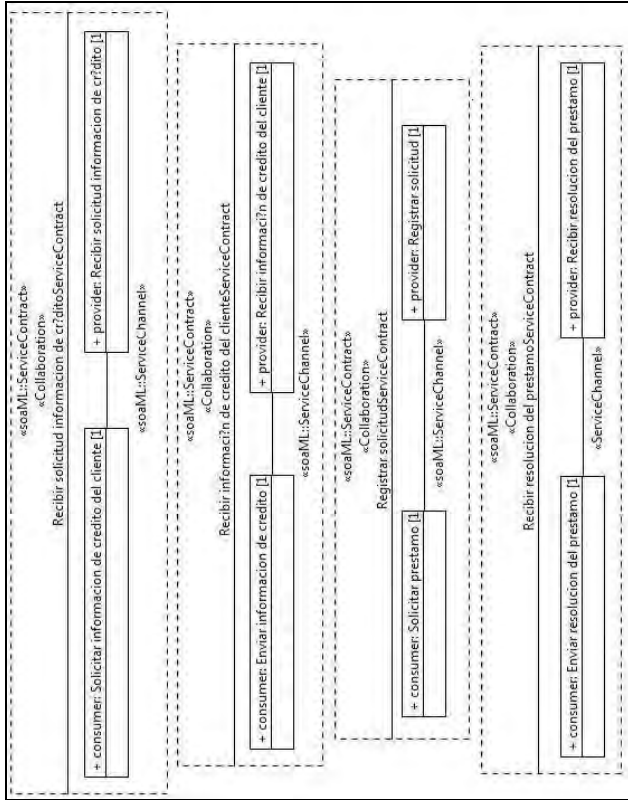 «soaML::ServiceContract»
«Collaboration»
Recibir solicitud informacion de cr?ditoServiceContract
+ consumer: Solicitar informacion de credito del cliente [1
+ provider: Recibir solicitud informacion de cr?dito [1
«soaML::ServiceChannel»
«soaML::ServiceContract»
«Collaboration»
Recibir informaci?n de credito del clienteServiceContract
+ consumer: Enviar informacion de credito [1
+ provider: Recibir informaci?n de credito del cliente [1
«soaML::ServiceChannel»
«soaML::ServiceContract»
«Collaboration»
Registrar solicitudServiceContract
+ consumer: Solicitar prestamo [1
+ provider: Registrar solicitud [1
«soaML::ServiceChannel»
«soaML::ServiceContract»
«Collaboration»
Recibir resolucion del prestamoServiceContract
+ consumer: Enviar resolucion del prestamo [1
+ provider: Recibir resolucion del prestamo [1
«ServiceChannel»